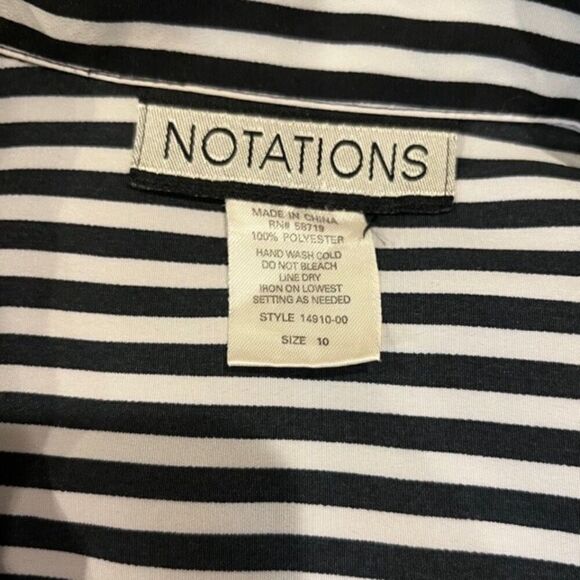 NOTATIONS
MADE IN CHINA
RN# 58719
100% POLYESTER
HAND WASH COLD
DO NOT BLEACH
LINE DRY
IRON ON LOWEST
SETTING AS NEEDED
STYLE 14910-00
SIZE 10